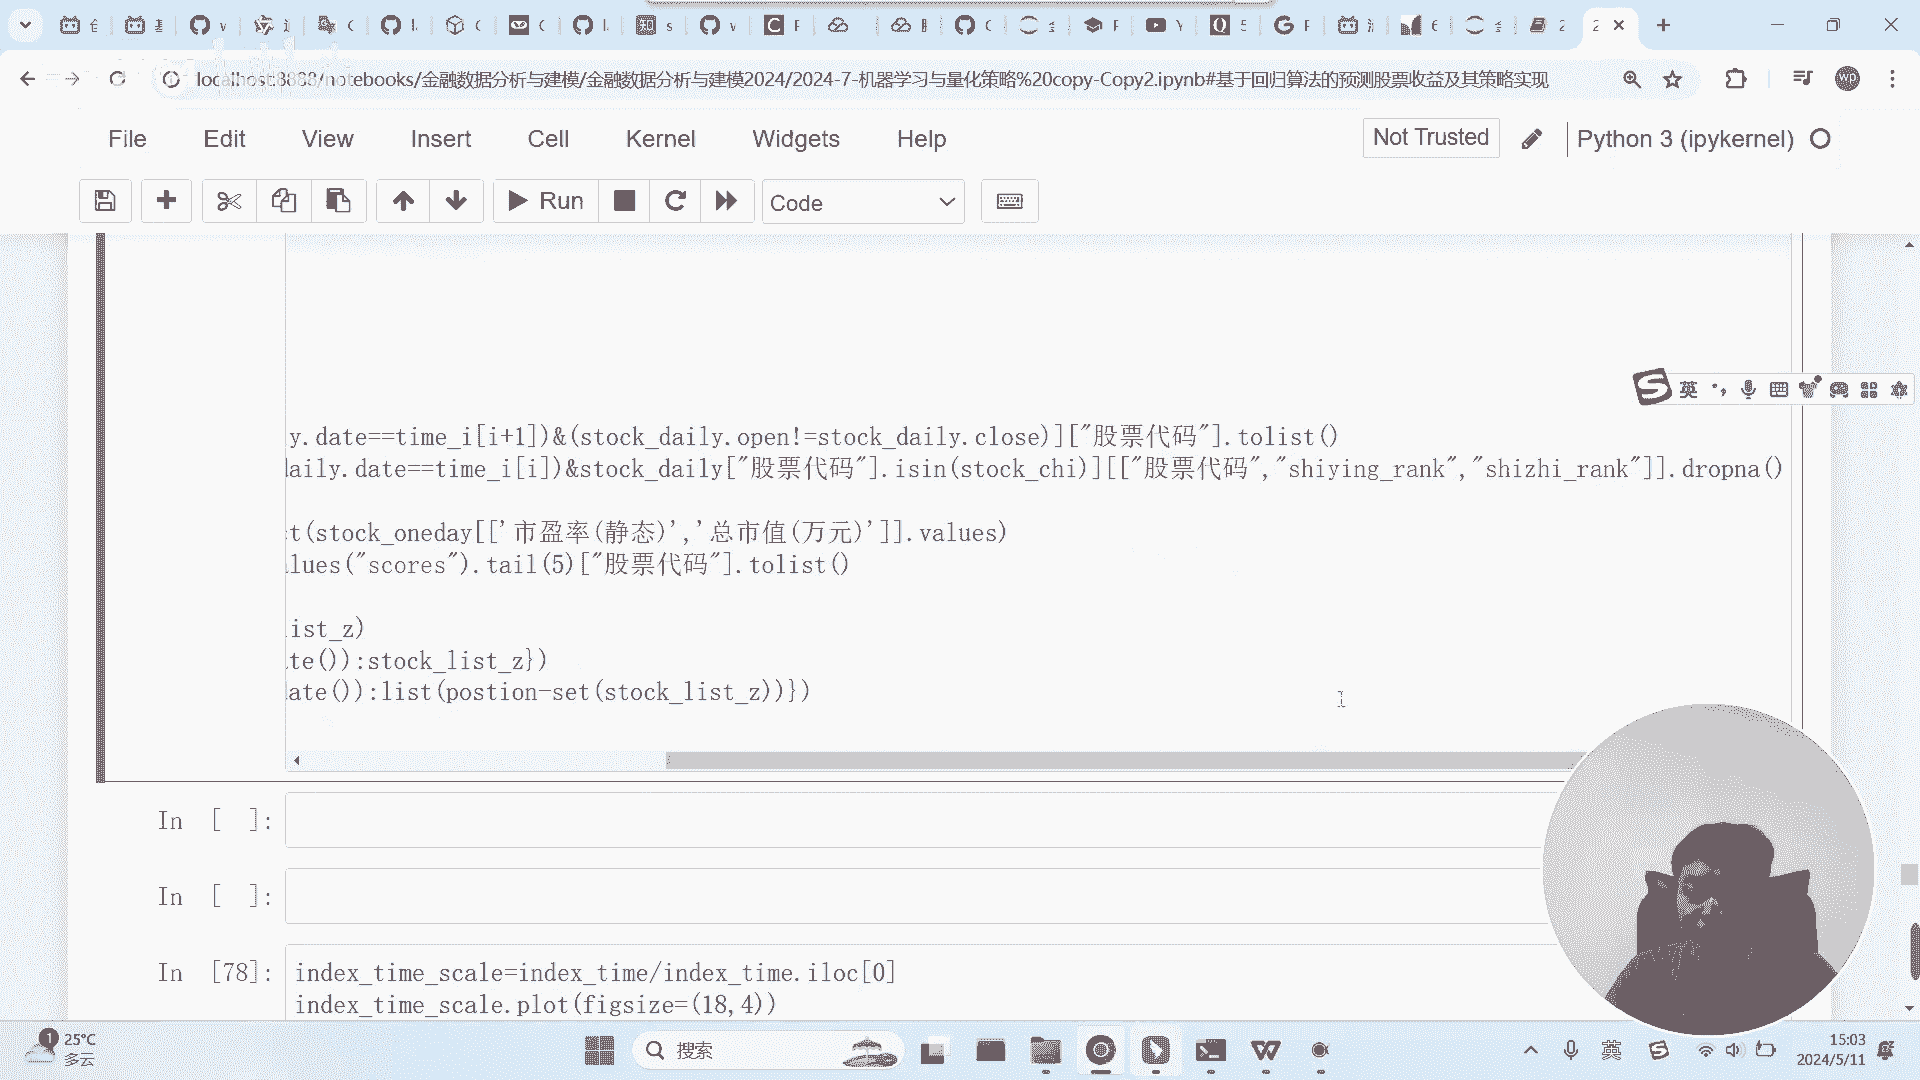 localhost:8888/notebooks/金融数据分析与建模/金融数据分析与建模2024/2024-7-机器学习与量化策略%20copy-Copy2.ipynb#基于回归算法的预测股票收益及其策略实现
wp
File Edit View Insert Cell Kernel Widgets Help
Not Trusted
Python 3 (ipykernel)
Run
Code
英
y.date==time_i[i+1])&(stock_daily.open!=stock_daily.close)]["股票代码"].tolist()
daily.date==time_i[i])&stock_daily["股票代码"].isin(stock_chi)][["股票代码","shiying_rank","shizhi_rank"]].dropna()
ct(stock_oneday[['市盈率(静态)','总市值(万元)']].values)
alues("scores").tail(5)["股票代码"].tolist()
list_z)
ate()):stock_list_z})
date()):list(postion-set(stock_list_z))})
In [ ]:
In [ ]:
In [78]:
index_time_scale=index_time/index_time.iloc[0]
index_time_scale.plot(figsize=(18,4))
1
25°C
多云
搜索
英
15:03
2024/5/11